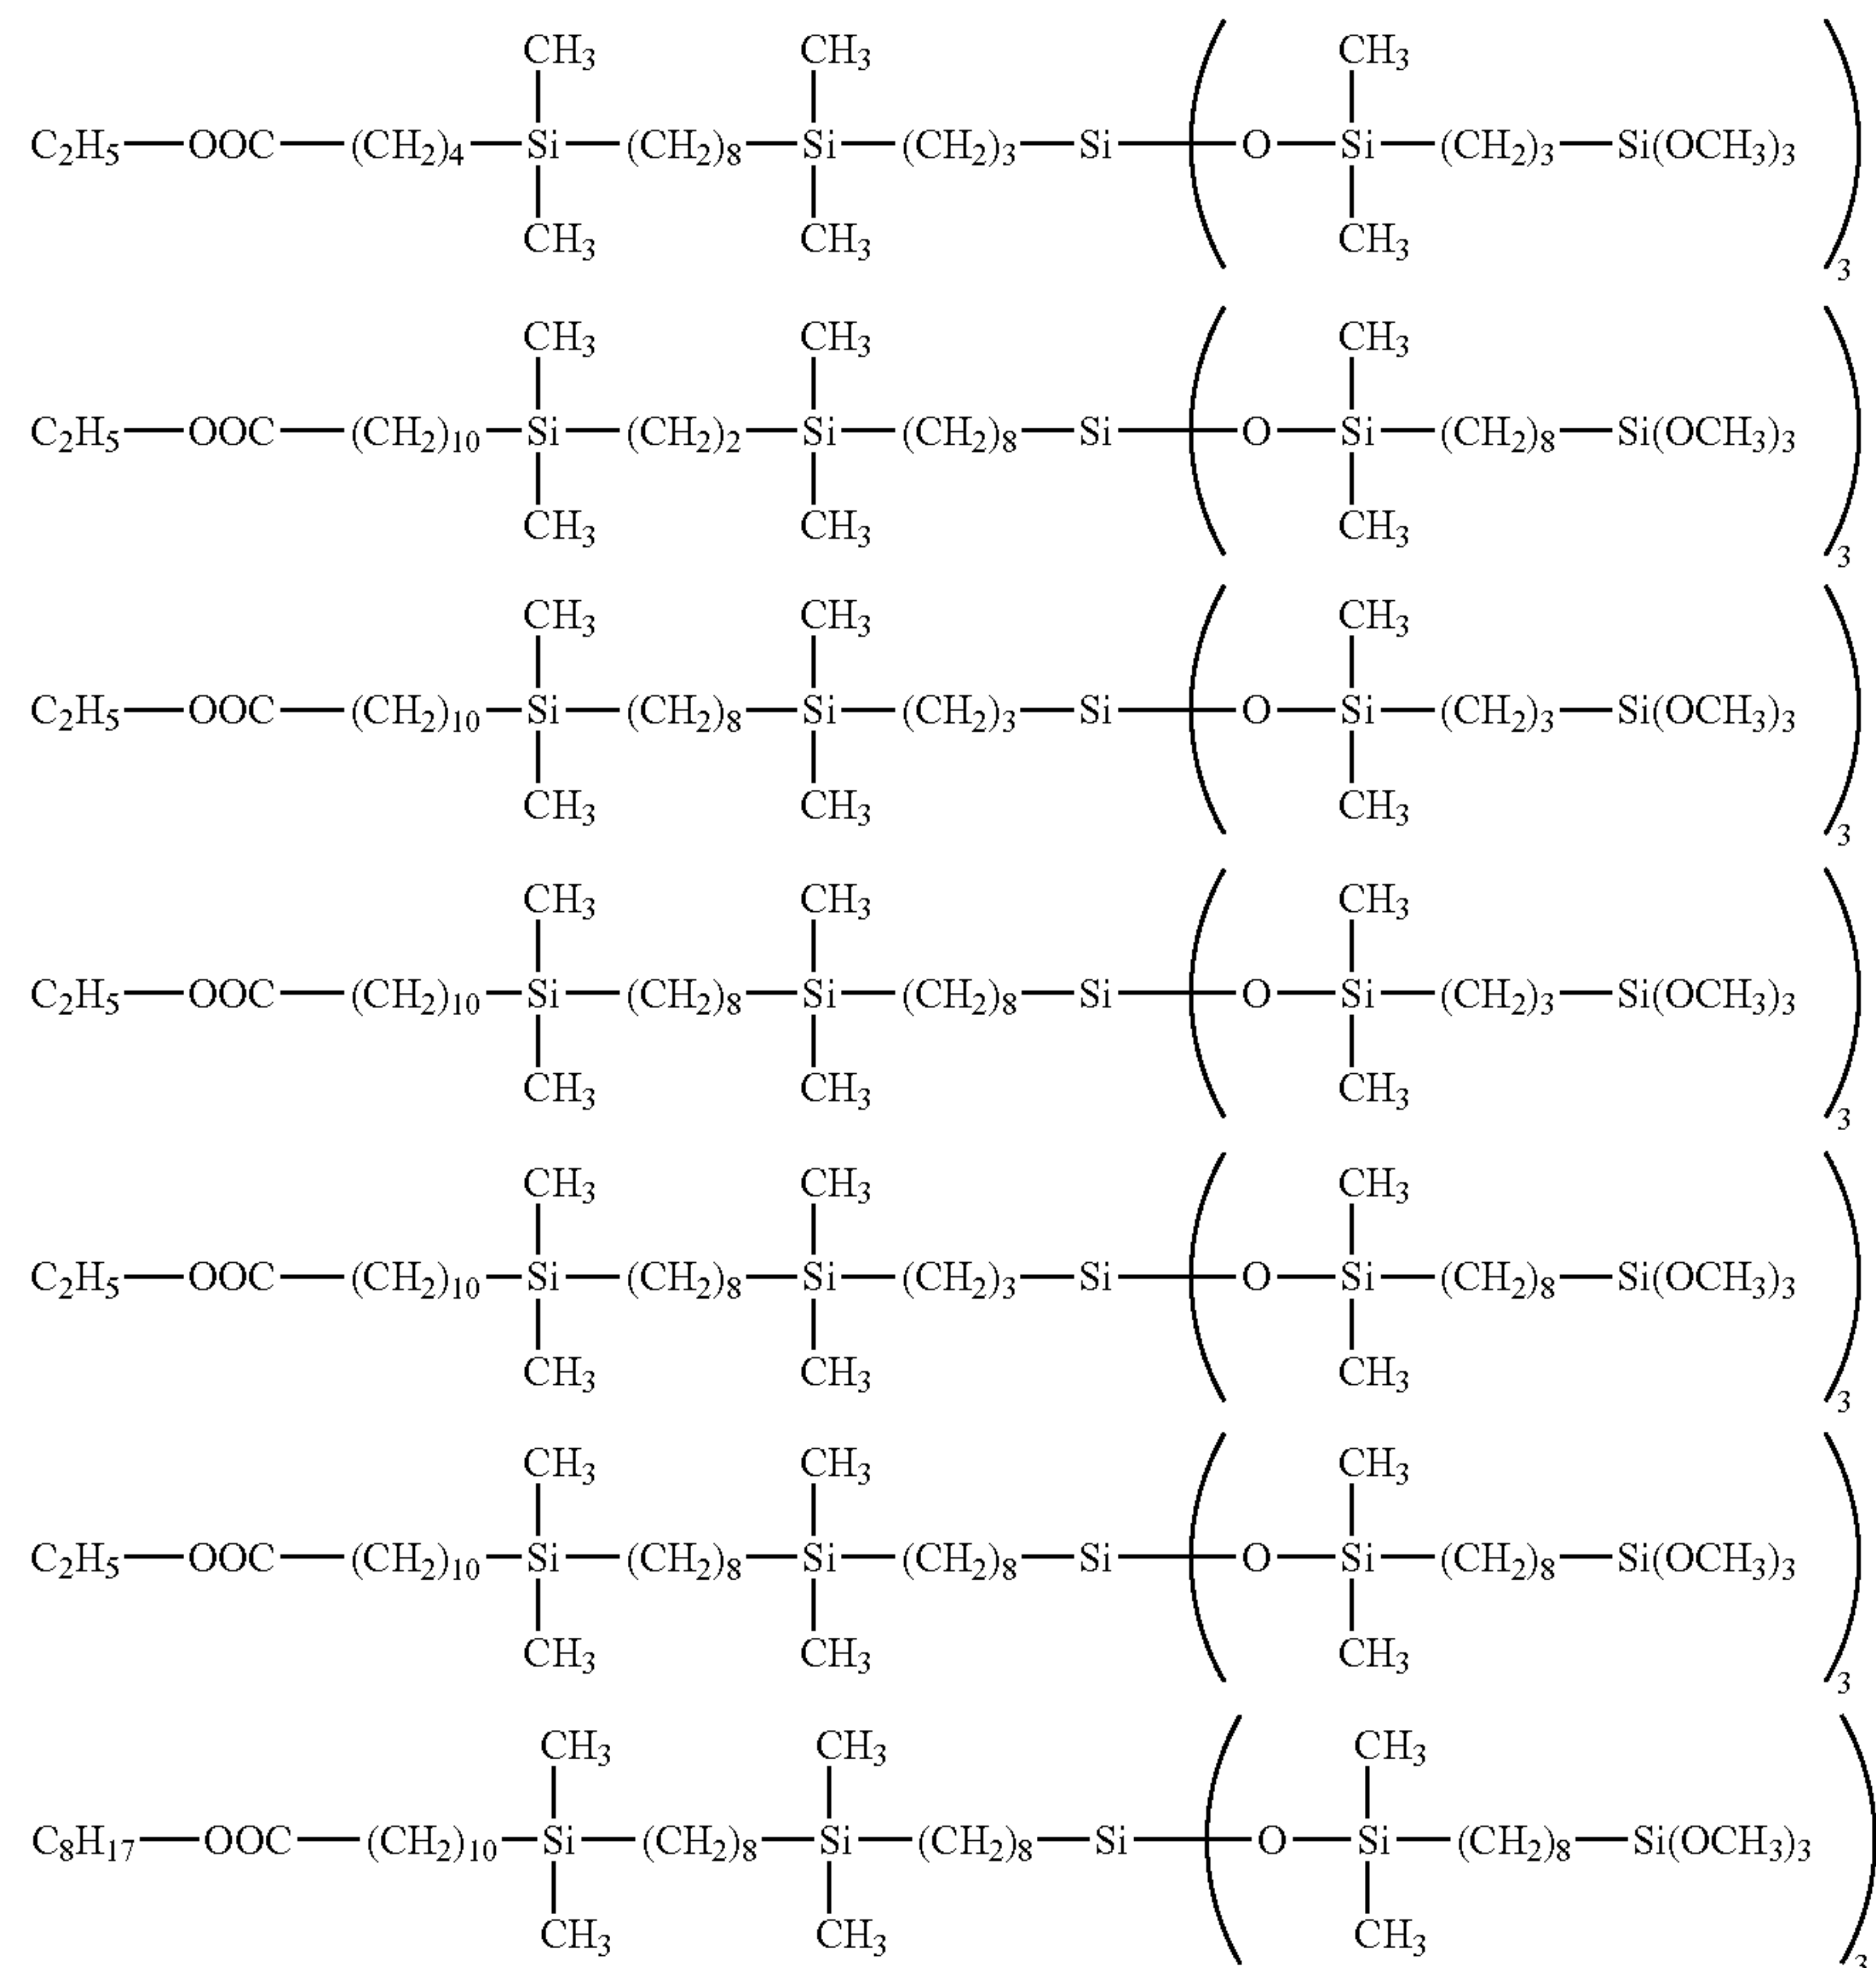 CH3 CH3 CH3
C2H5—OOC—(CH2)4—Si—(CH2)8—Si—(CH2)3—Si—(O—Si—(CH2)3—Si(OCH3)3)3
CH3 CH3 CH3
CH3 CH3 CH3
C2H5—OOC—(CH2)10—Si—(CH2)2—Si—(CH2)8—Si—(O—Si—(CH2)8—Si(OCH3)3)3
CH3 CH3 CH3
CH3 CH3 CH3
C2H5—OOC—(CH2)10—Si—(CH2)8—Si—(CH2)3—Si—(O—Si—(CH2)3—Si(OCH3)3)3
CH3 CH3 CH3
CH3 CH3 CH3
C2H5—OOC—(CH2)10—Si—(CH2)8—Si—(CH2)8—Si—(O—Si—(CH2)3—Si(OCH3)3)3
CH3 CH3 CH3
CH3 CH3 CH3
C2H5—OOC—(CH2)10—Si—(CH2)8—Si—(CH2)3—Si—(O—Si—(CH2)8—Si(OCH3)3)3
CH3 CH3 CH3
CH3 CH3 CH3
C2H5—OOC—(CH2)10—Si—(CH2)8—Si—(CH2)8—Si—(O—Si—(CH2)8—Si(OCH3)3)3
CH3 CH3 CH3
CH3 CH3 CH3
C8H17—OOC—(CH2)10—Si—(CH2)8—Si—(CH2)8—Si—(O—Si—(CH2)8—Si(OCH3)3)3
CH3 CH3 CH3